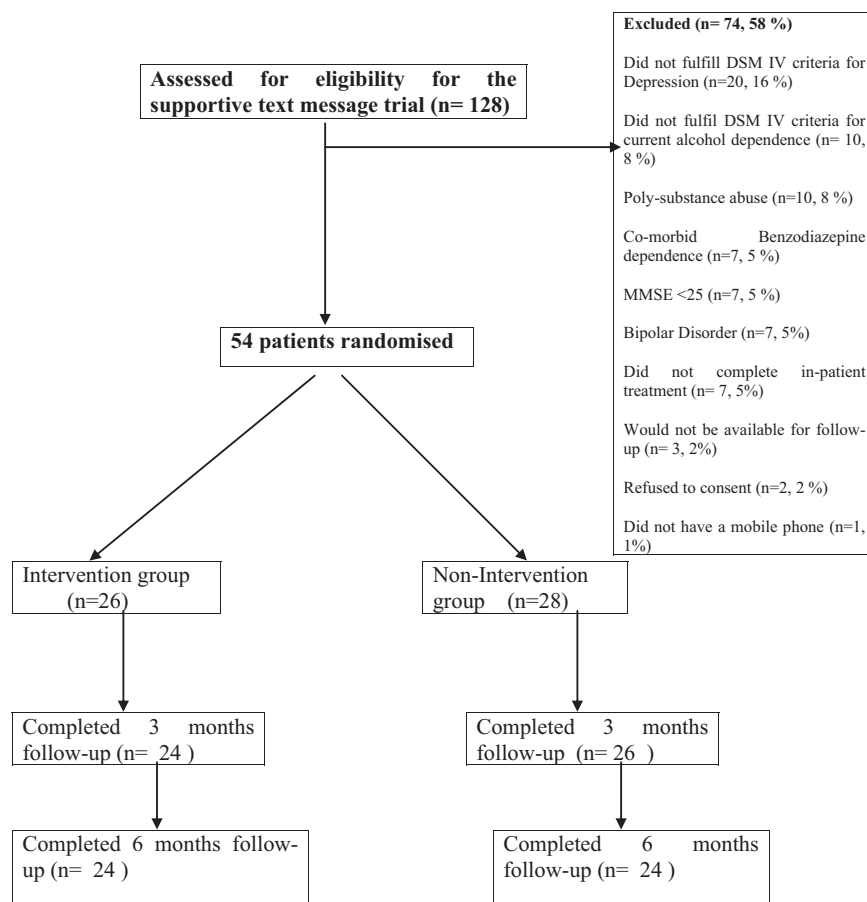 Assessed for eligibility for the
supportive text message trial (n= 128)
Excluded (n= 74, 58 %)
Did not fulfill DSM IV criteria for
Depression (n=20, 16 %)
Did not fulfil DSM IV criteria for
current alcohol dependence (n= 10,
8 %)
Poly-substance abuse (n=10, 8 %)
Co-morbid Benzodiazepine
dependence (n=7, 5 %)
MMSE <25 (n=7, 5 %)
Bipolar Disorder (n=7, 5%)
Did not complete in-patient
treatment (n= 7, 5%)
Would not be available for follow-
up (n= 3, 2%)
Refused to consent (n=2, 2 %)
Did not have a mobile phone (n=1,
1%)
54 patients randomised
Intervention group
(n=26)
Non-Intervention
group (n=28)
Completed 3 months
follow-up (n= 24 )
Completed 3 months
follow-up (n= 26 )
Completed 6 months follow-
up (n= 24 )
Completed 6 months
follow-up (n= 24 )